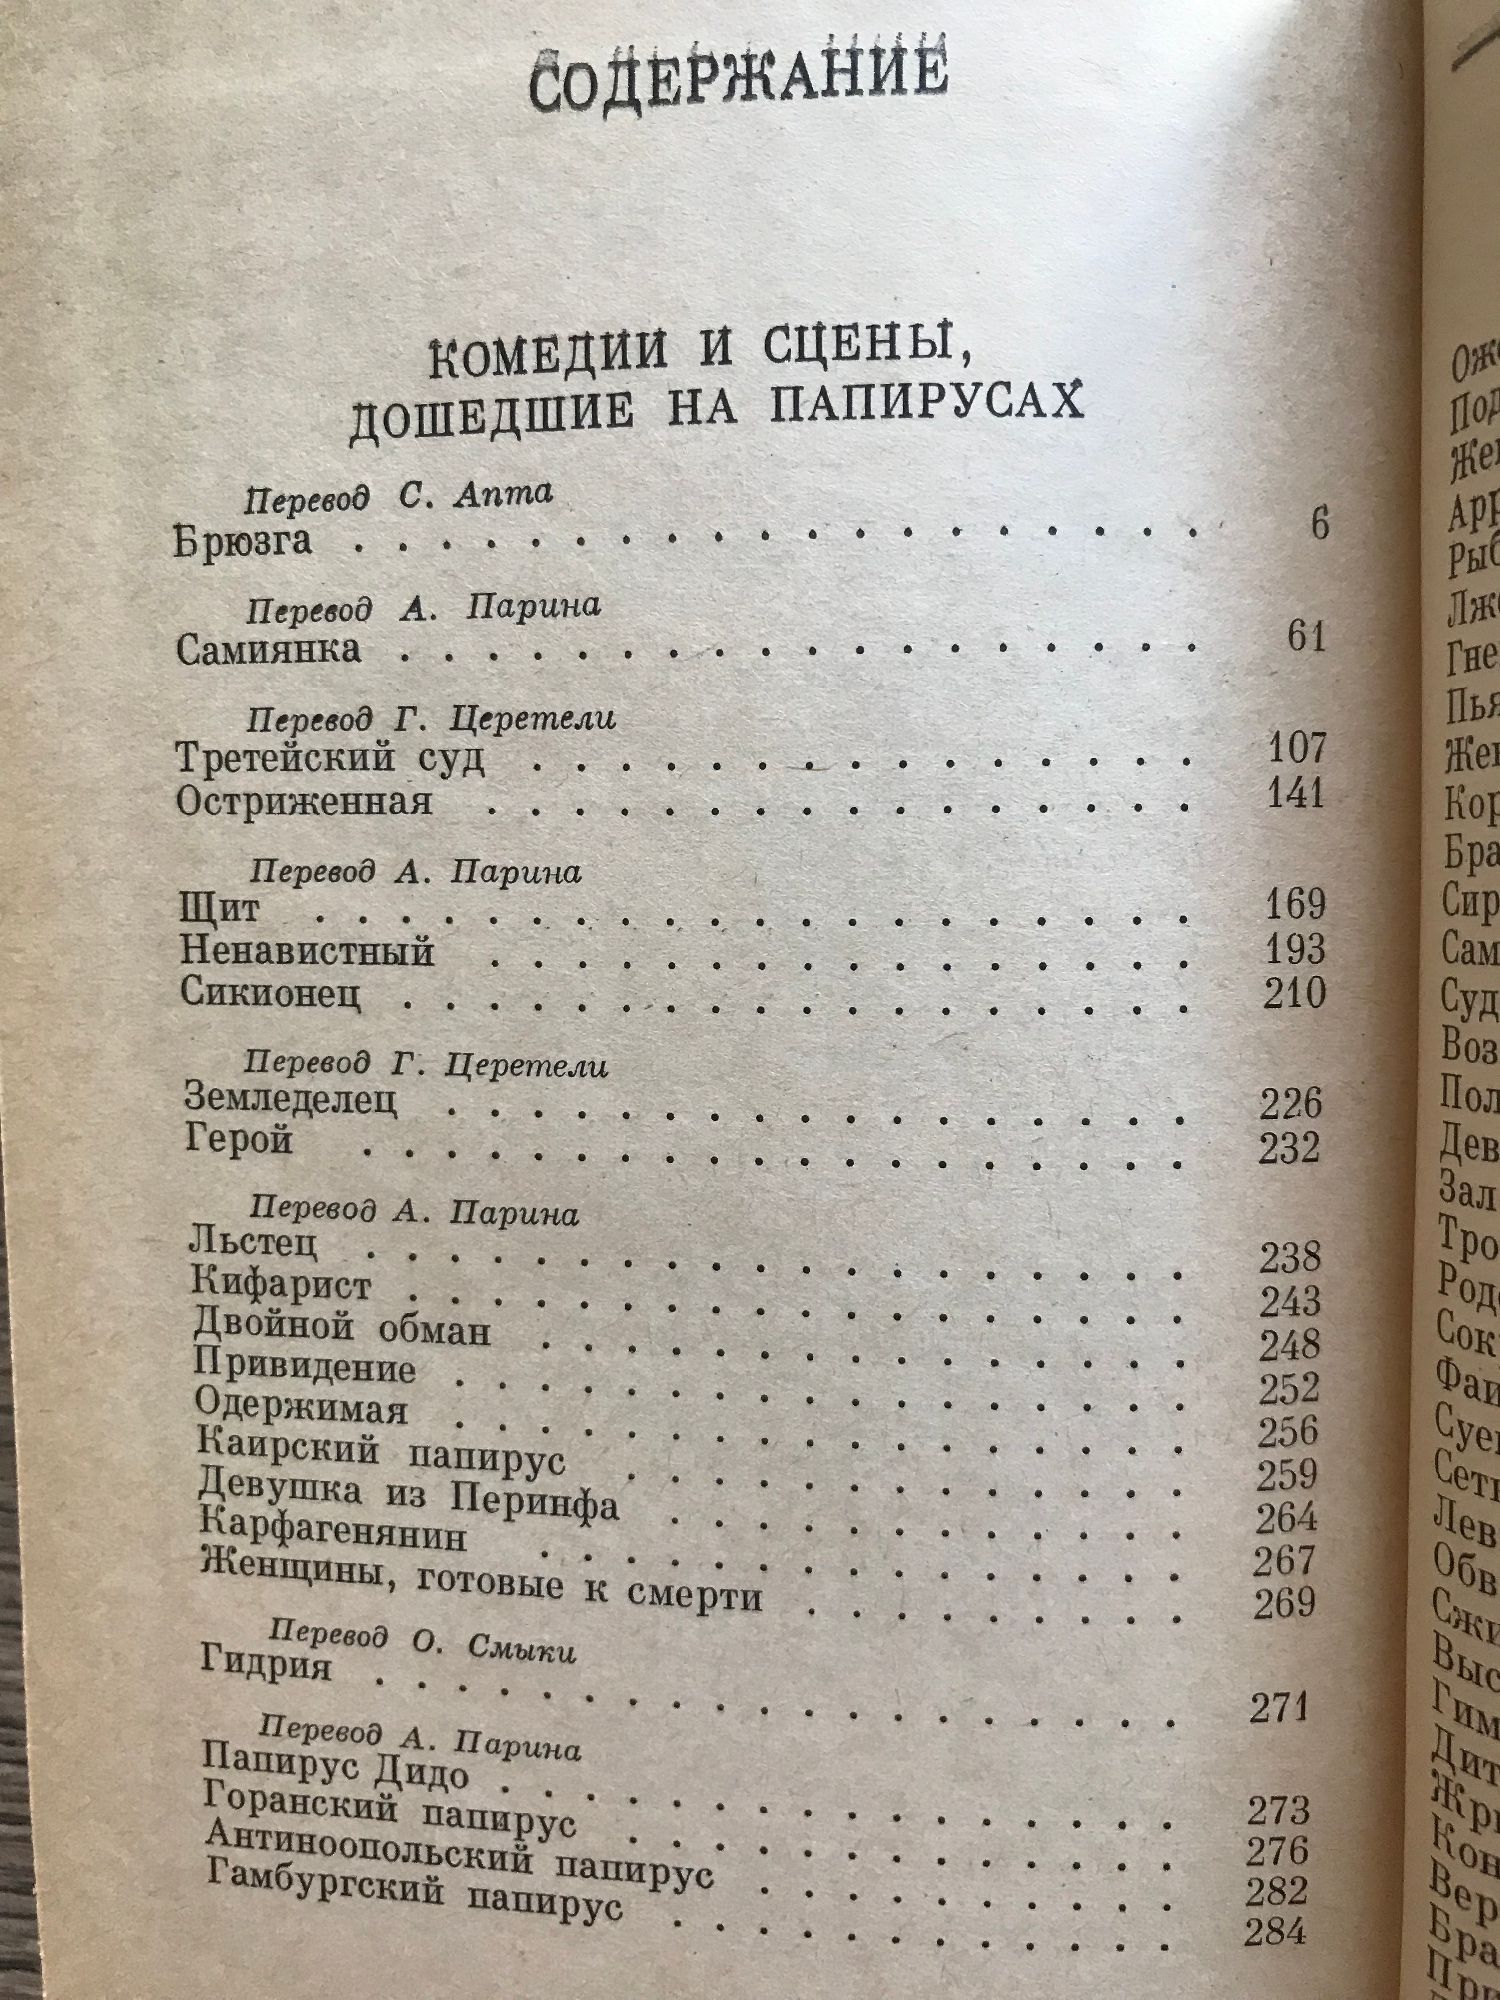 СОДЕРЖАНИЕ
КОМЕДИИ И СЦЕНЫ,
ДОШЕДШИЕ НА ПАПИРУСАХ
Перевод С. Апта
Брюзга . . . . . . . . . . . . . . . . . . . 6
Перевод А. Парина
Самиянка . . . . . . . . . . . . . . . . . . 61
Перевод Г. Церетели
Третейский суд . . . . . . . . . . . . . . . 107
Остриженная . . . . . . . . . . . . . . . . 141
Перевод А. Парина
Щит . . . . . . . . . . . . . . . . . . . . 169
Ненавистный . . . . . . . . . . . . . . . . 193
Сикионец . . . . . . . . . . . . . . . . . . 210
Перевод Г. Церетели
Земледелец . . . . . . . . . . . . . . . . . 226
Герой . . . . . . . . . . . . . . . . . . . 232
Перевод А. Парина
Льстец . . . . . . . . . . . . . . . . . . . 238
Кифарист . . . . . . . . . . . . . . . . . . 243
Двойной обман . . . . . . . . . . . . . . . 248
Привидение . . . . . . . . . . . . . . . . . 252
Одержимая . . . . . . . . . . . . . . . . . 256
Каирский папирус . . . . . . . . . . . . . 259
Девушка из Перинфа . . . . . . . . . . . . 264
Карфагенянин . . . . . . . . . . . . . . . 267
Женщины, готовые к смерти . . . . . . . . . 269
Перевод О. Смыки
Гидрия . . . . . . . . . . . . . . . . . . . 271
Перевод А. Парина
Папирус Дидо . . . . . . . . . . . . . . . . 273
Горанский папирус . . . . . . . . . . . . . 276
Антиноопольский папирус . . . . . . . . . . 282
Гамбургский папирус . . . . . . . . . . . . 284